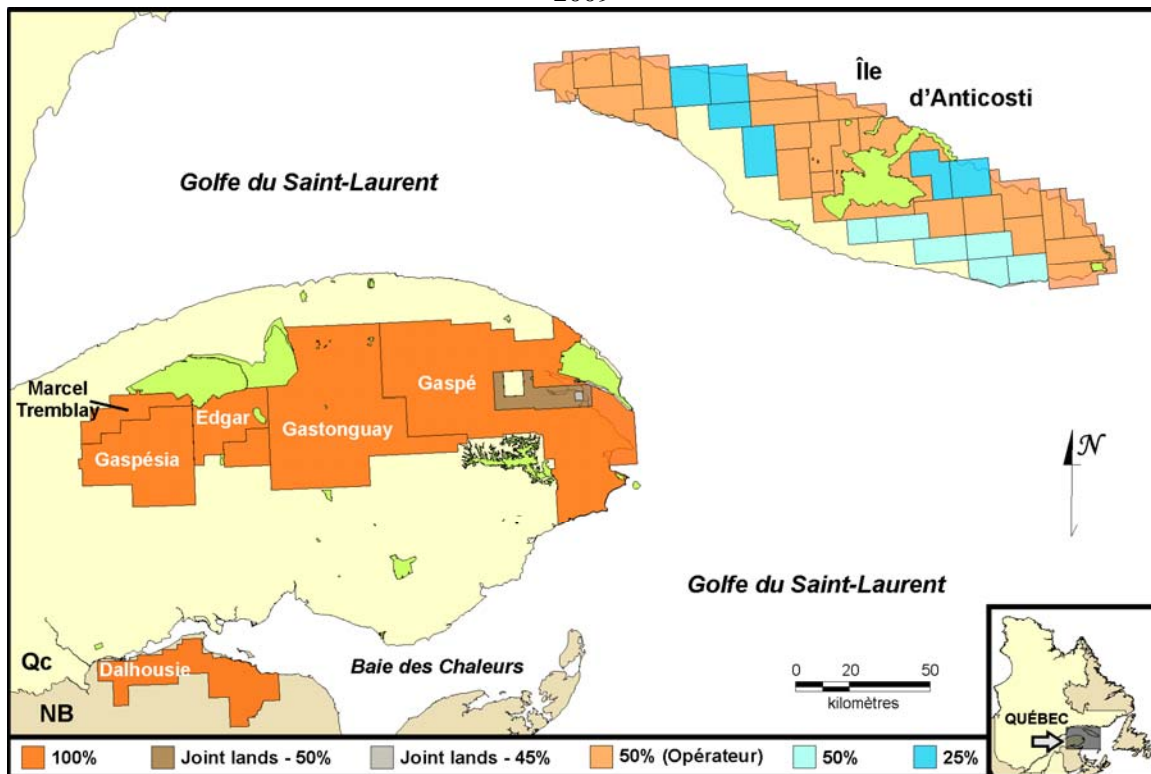 Île
d'Anticosti
Golfe du Saint-Laurent
Marcel
Tremblay
Gaspé
Edgar
Gastonguay
Gaspésia
N
Golfe du Saint-Laurent
Qc
Dalhousie
Baie des Chaleurs
0 20 50
kilomètres
NB
QUÉBEC
100% Joint lands - 50% Joint lands - 45% 50% (Opérateur) 50% 25%